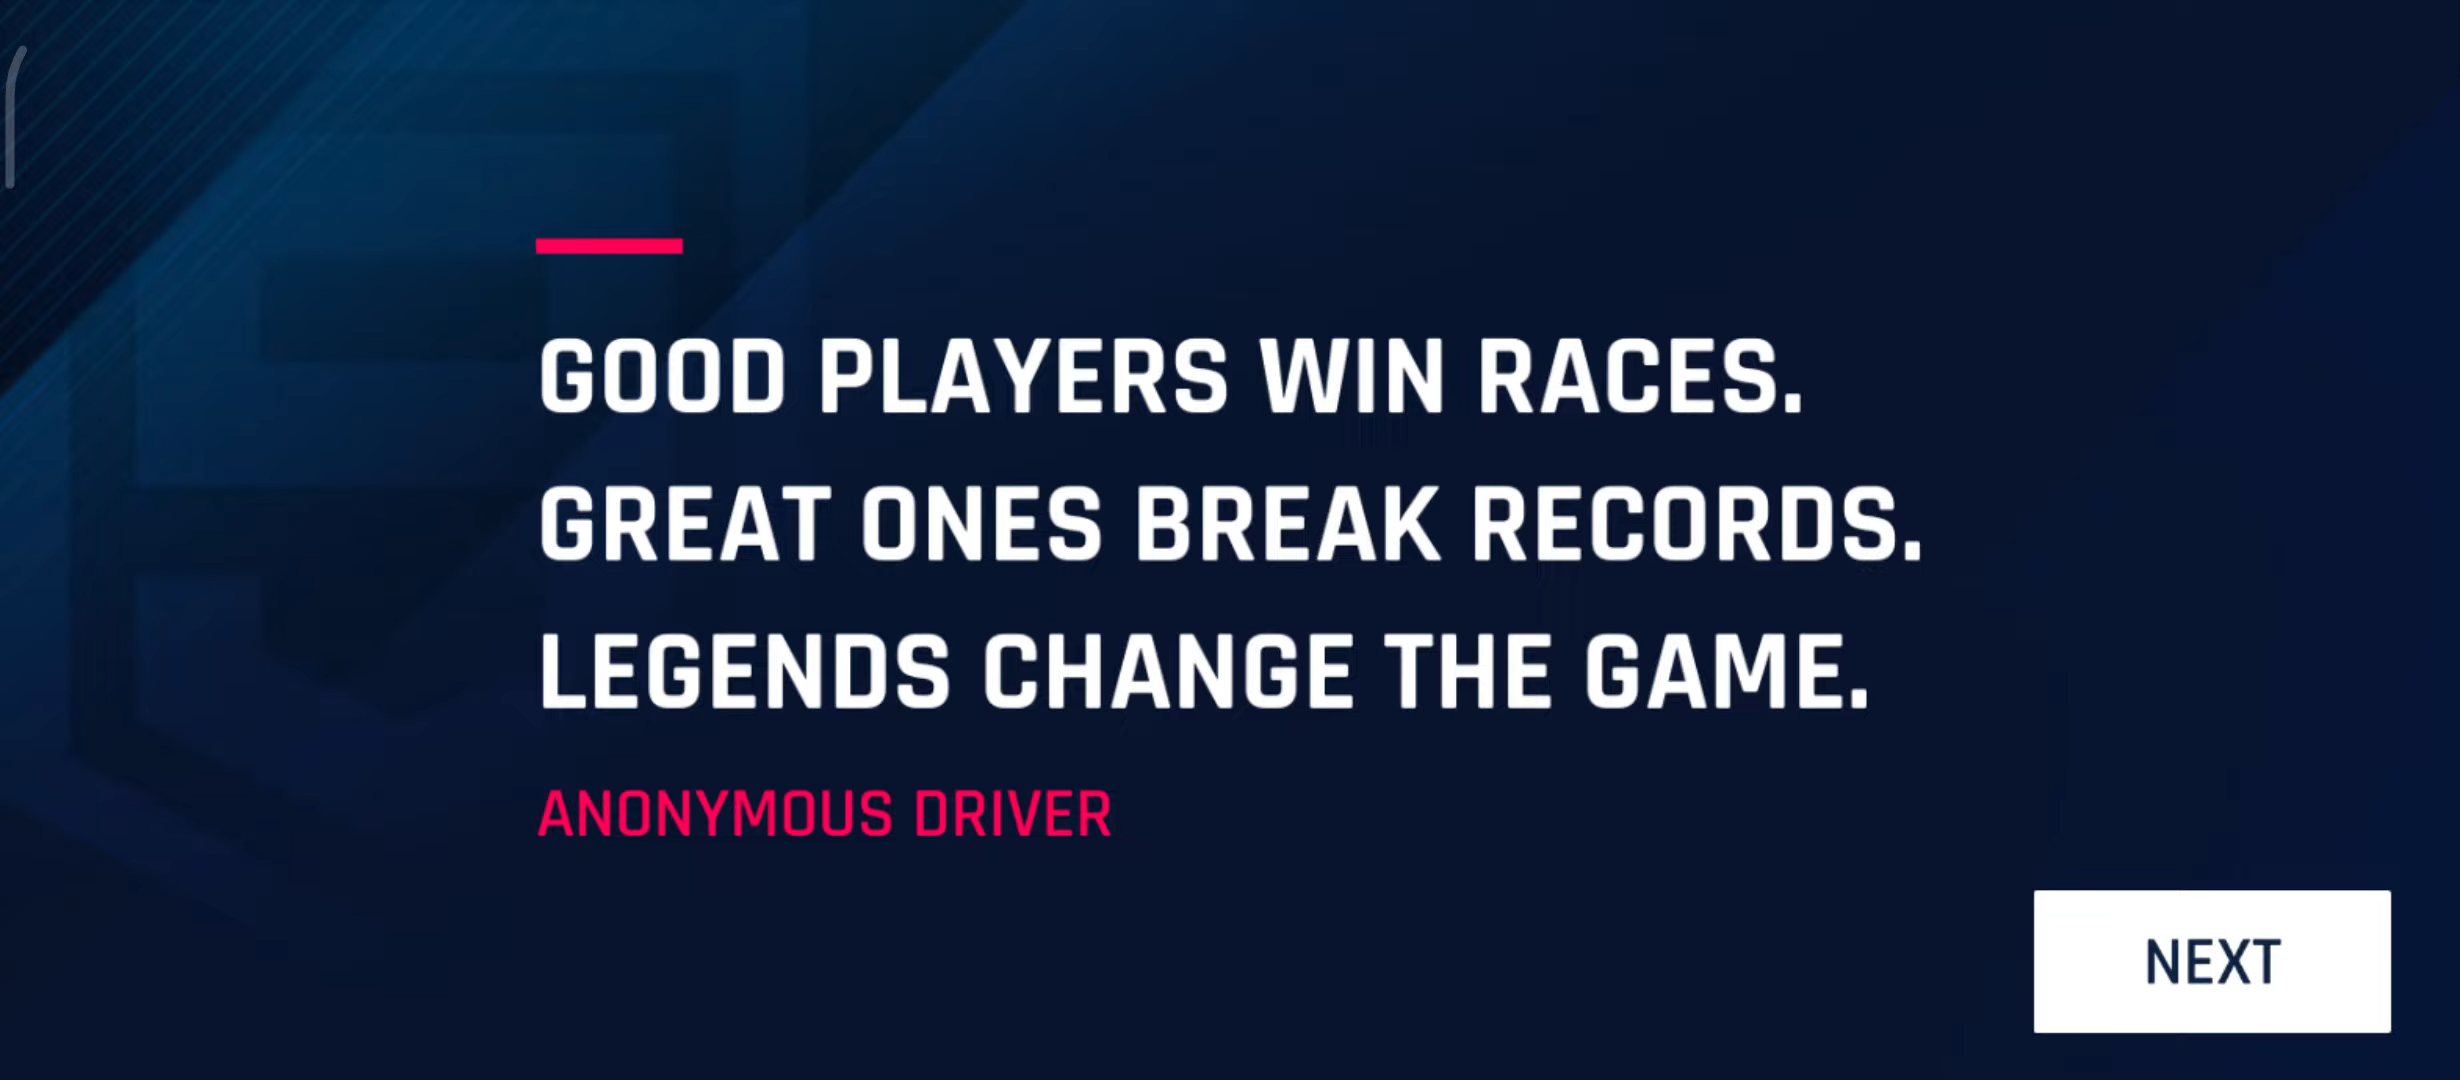 GOOD PLAYERS WIN RACES.
GREAT ONES BREAK RECORDS.
LEGENDS CHANGE THE GAME.
ANONYMOUS DRIVER
NEXT